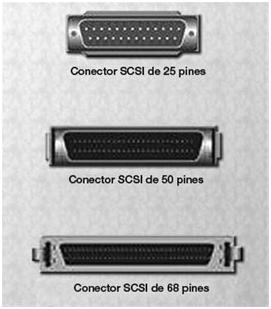 Conector SCSI de 25 pines
Conector SCSI de 50 pines
Conector SCSI de 68 pines